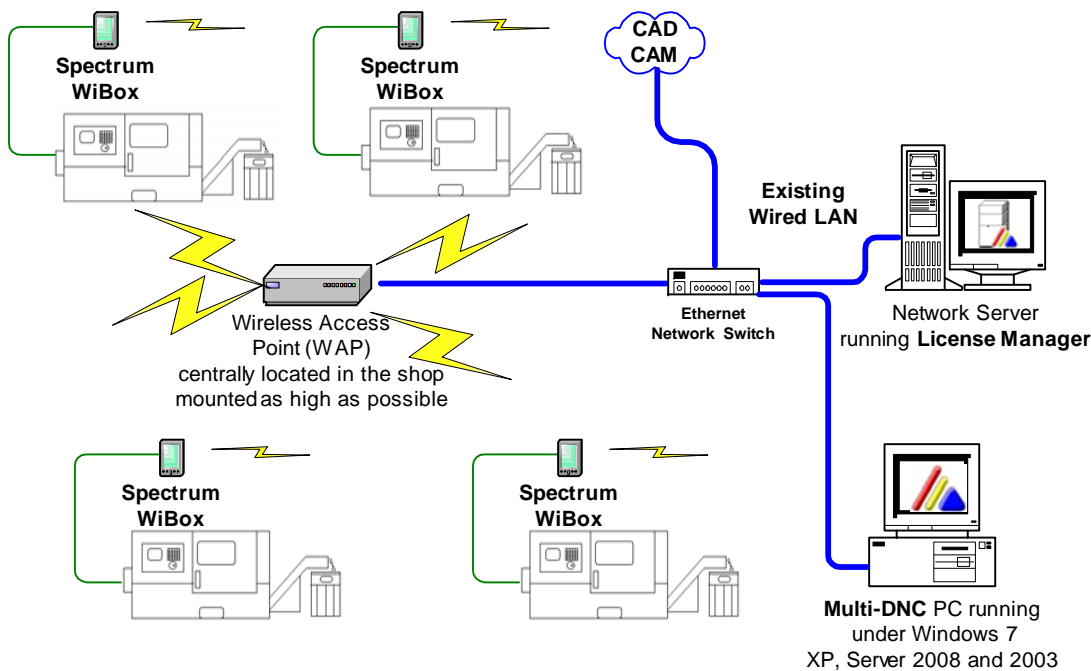 Spectrum
WiBox
Spectrum
WiBox
CAD
CAM
Existing
Wired LAN
Network Server
running License Manager
Ethernet
Network Switch
Wireless Access
Point (WAP)
centrally located in the shop
mounted as high as possible
Spectrum
WiBox
Spectrum
WiBox
Multi-DNC PC running
under Windows 7
XP, Server 2008 and 2003